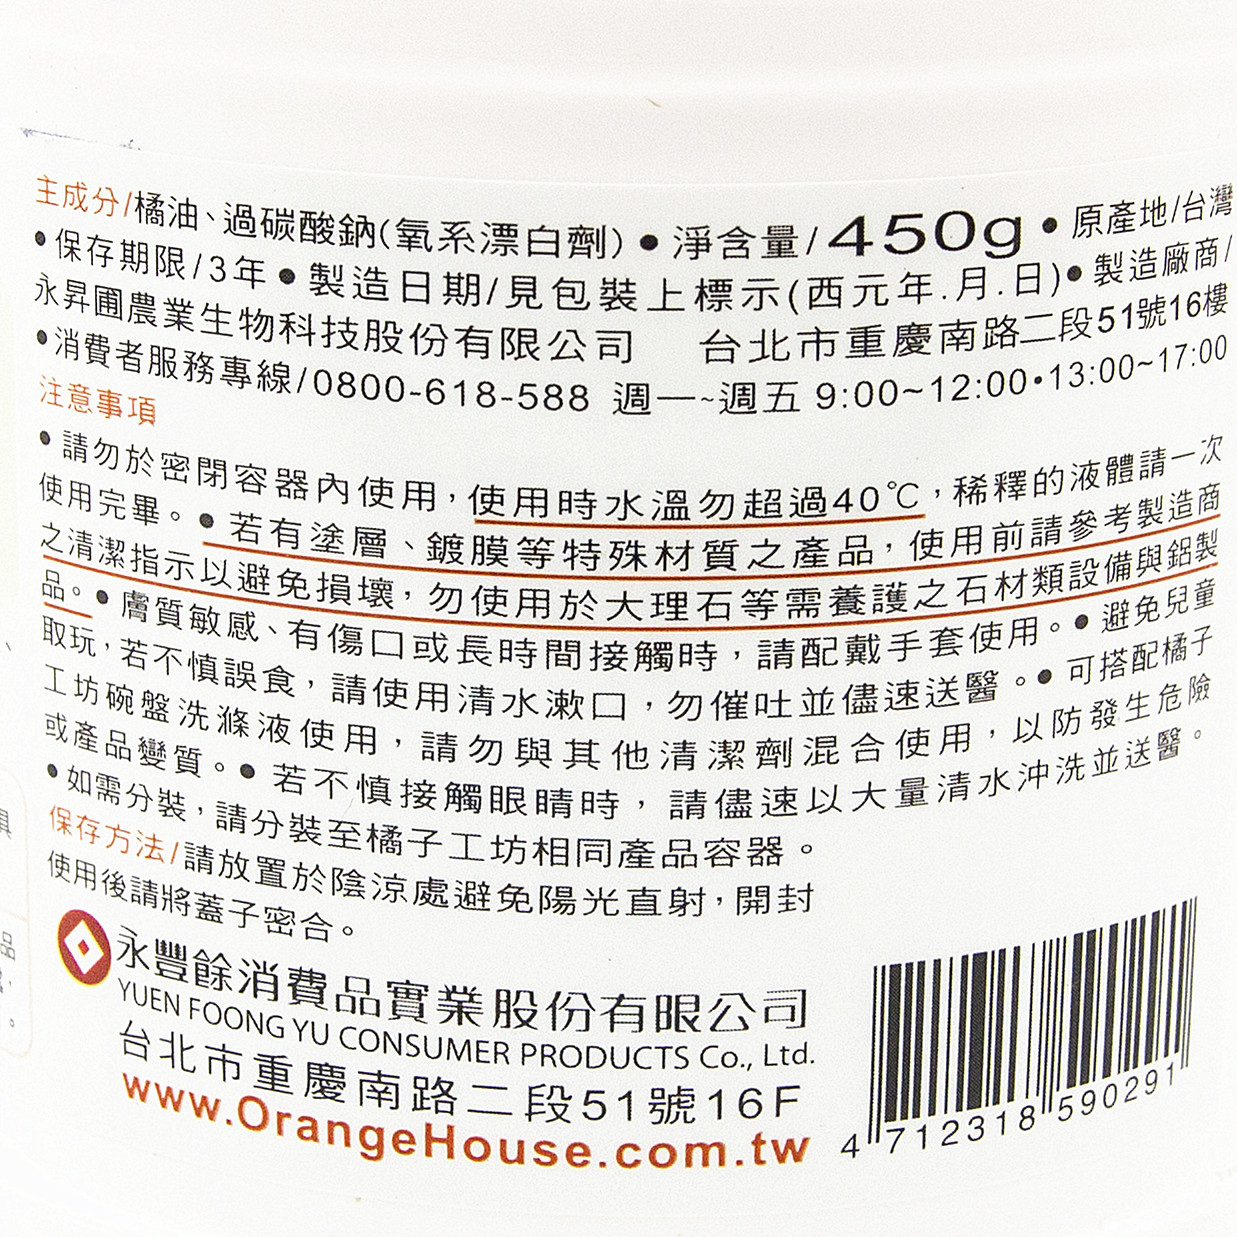 主成分/橘油、過碳酸鈉(氧系漂白劑)●淨含量/450g●原產地/台灣
●保存期限/3年●製造日期/見包裝上標示(西元年.月.日)●製造廠商/
永昇圃農業生物科技股份有限公司 台北市重慶南路二段51號16樓
●消費者服務專線/0800-618-588 週一~週五 9:00~12:00•13:00~17:00
注意事項
●請勿於密閉容器內使用，使用時水溫勿超過40℃，稀釋的液體請一次
使用完畢。●若有塗層、鍍膜等特殊材質之產品，使用前請參考製造商
之清潔指示以避免損壞，勿使用於大理石等需養護之石材類設備與鋁製
品。●膚質敏感、有傷口或長時間接觸時，請配戴手套使用。●避免兒童
取玩，若不慎誤食，請使用清水漱口，勿催吐並儘速送醫。●可搭配橘子
工坊碗盤洗滌液使用，請勿與其他清潔劑混合使用，以防發生危險
或產品變質。●若不慎接觸眼睛時，請儘速以大量清水沖洗並送醫。
●如需分裝，請分裝至橘子工坊相同產品容器。
保存方法/請放置於陰涼處避免陽光直射，開封
使用後請將蓋子密合。
永豐餘消費品實業股份有限公司
YUEN FOONG YU CONSUMER PRODUCTS Co., Ltd.
台北市重慶南路二段51號16F
www.OrangeHouse.com.tw
4 712318 590291
品